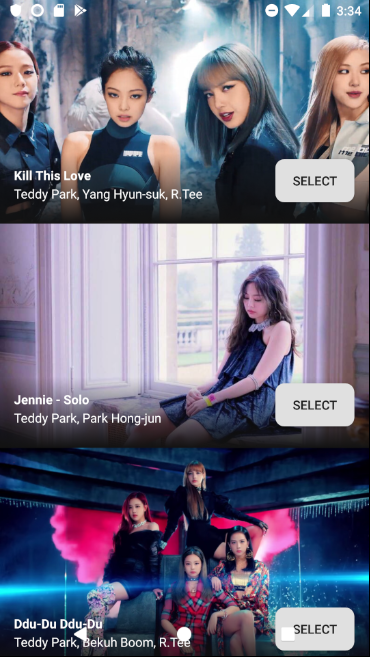 3:34
Kill This Love
Teddy Park, Yang Hyun-suk, R.Tee
SELECT
Jennie - Solo
Teddy Park, Park Hong-jun
SELECT
Ddu-Du Ddu-Du
Teddy Park, Bekuh Boom, R.Tee
SELECT